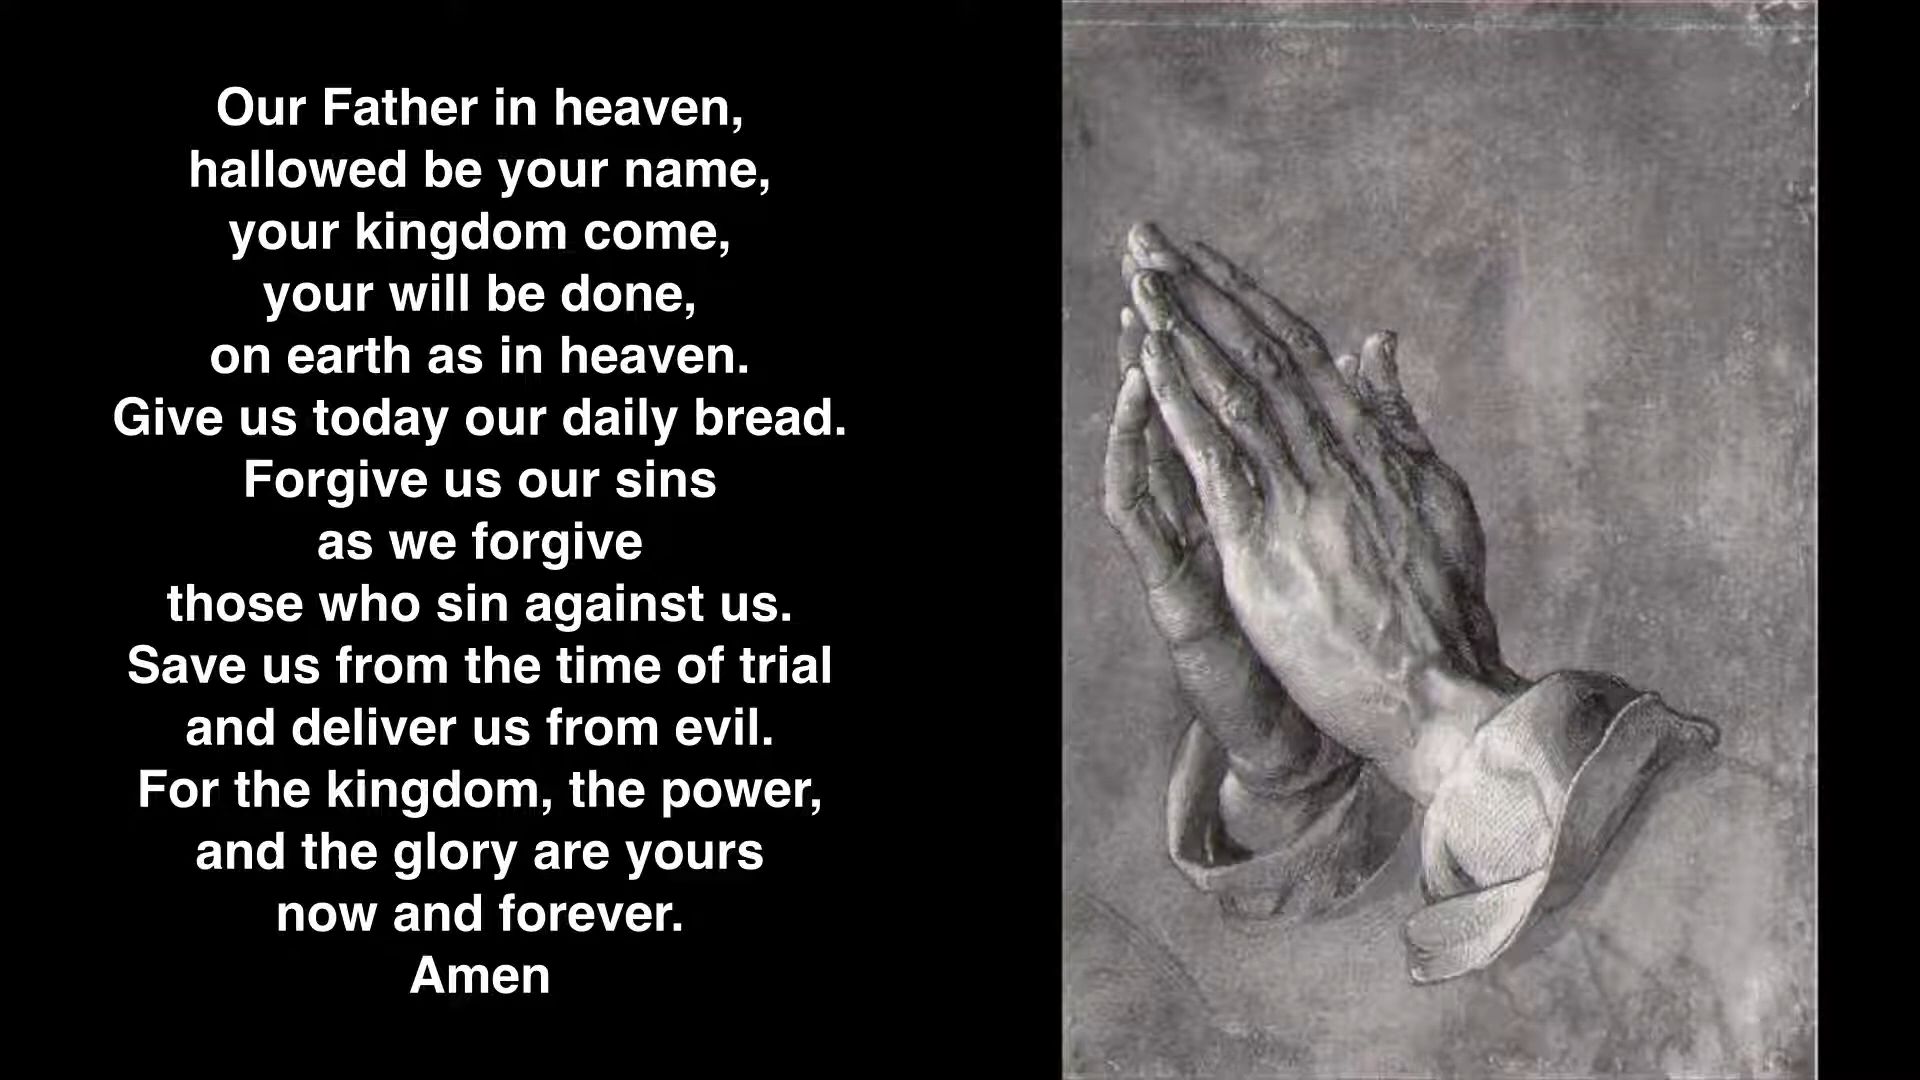 Our Father in heaven,
hallowed be your name,
your kingdom come,
your will be done,
on earth as in heaven.
Give us today our daily bread.
Forgive us our sins
as we forgive
those who sin against us.
Save us from the time of trial
and deliver us from evil.
For the kingdom, the power,
and the glory are yours
now and forever.
Amen